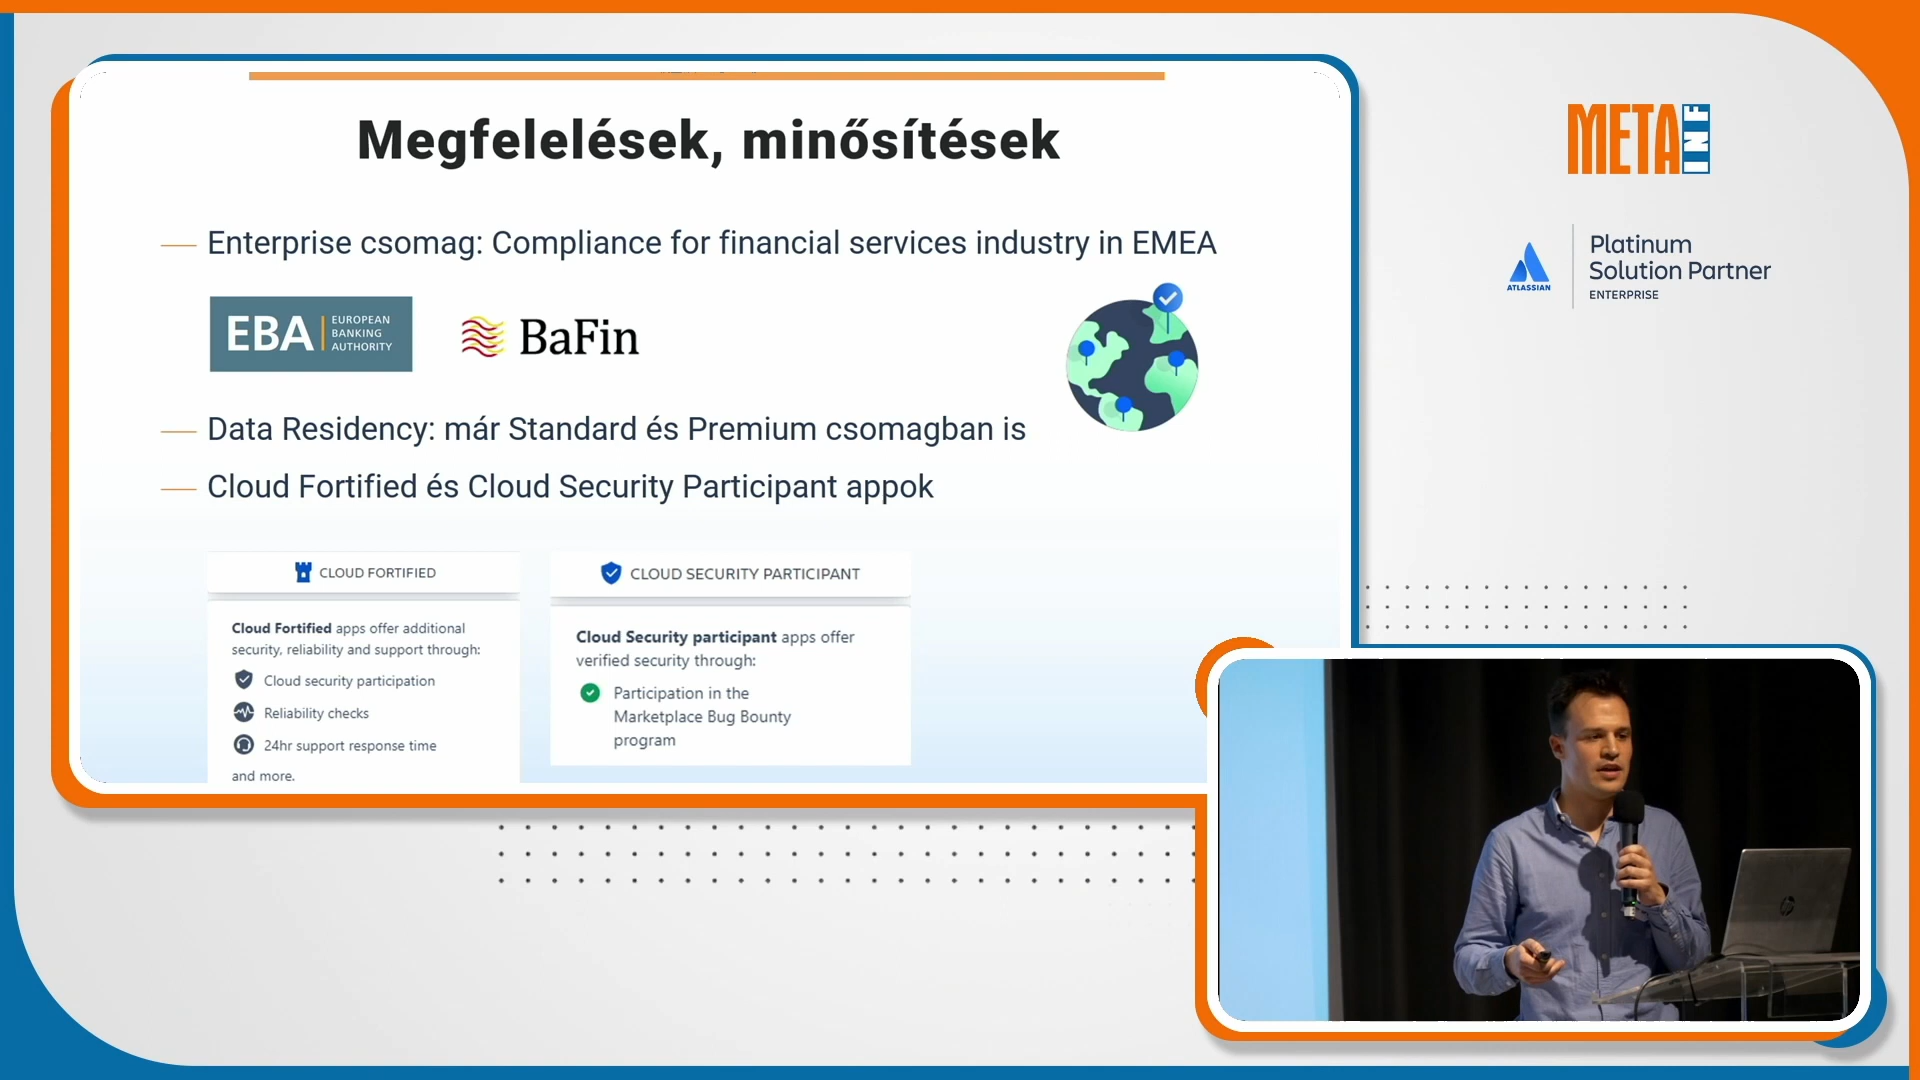 Megfelelések, minősítések
Enterprise csomag: Compliance for financial services industry in EMEA
EBA
EUROPEAN
BANKING
AUTHORITY
BaFin
Data Residency: már Standard és Premium csomagban is
Cloud Fortified és Cloud Security Participant appok
CLOUD FORTIFIED
Cloud Fortified apps offer additional
security, reliability and support through:
Cloud security participation
Reliability checks
24hr support response time
and more.
CLOUD SECURITY PARTICIPANT
Cloud Security participant apps offer
verified security through:
Participation in the
Marketplace Bug Bounty
program
META
INF
ATLASSIAN
Platinum
Solution Partner
ENTERPRISE
hp